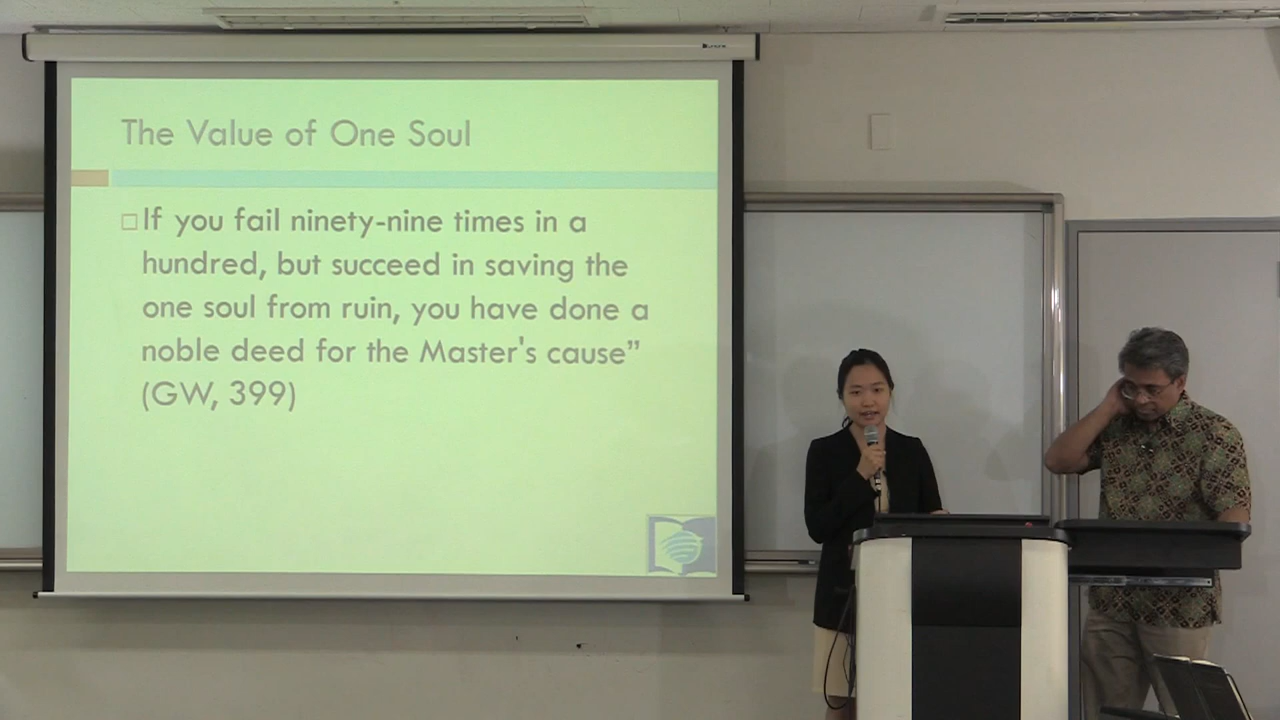 The Value of One Soul
If you fail ninety-nine times in a
hundred, but succeed in saving the
one soul from ruin, you have done a
noble deed for the Master's cause”
(GW, 399)